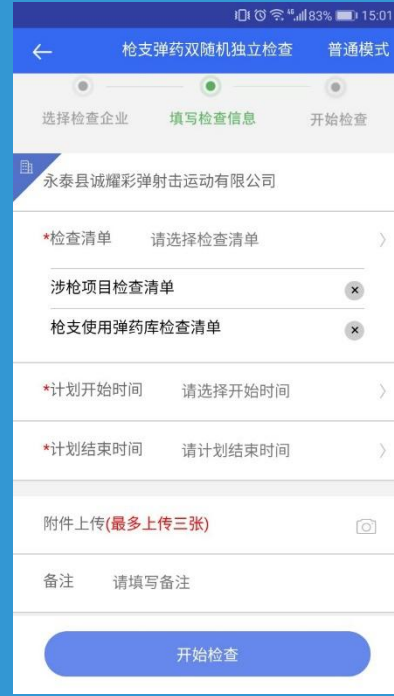 83% 15:01
枪支弹药双随机独立检查 普通模式
选择检查企业 填写检查信息 开始检查
永泰县诚耀彩弹射击运动有限公司
*检查清单 请选择检查清单
涉枪项目检查清单
枪支使用弹药库检查清单
*计划开始时间 请选择开始时间
*计划结束时间 请计划结束时间
附件上传(最多上传三张)
备注 请填写备注
开始检查